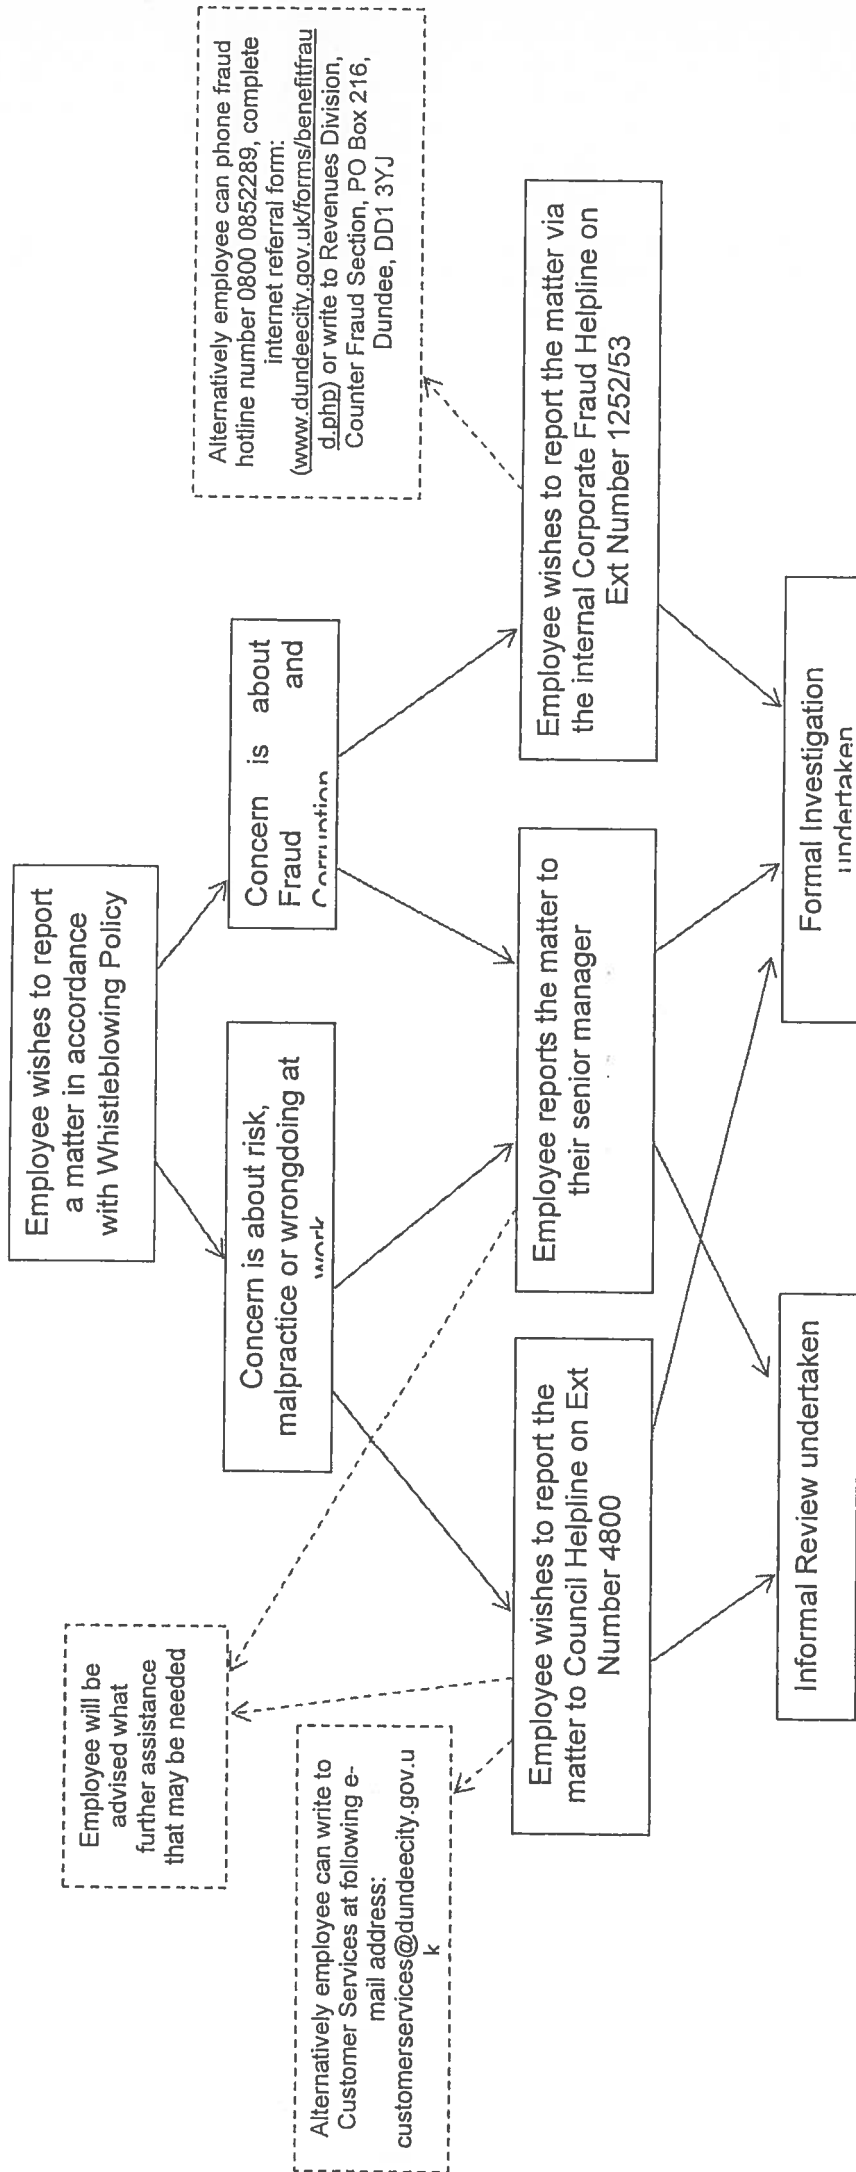 Employee wishes to report
a matter in accordance
with Whistleblowing Policy
Employee will be
advised what
further assistance
that may be needed
Concern is about risk,
malpractice or wrongdoing at
work
Concern is about
Fraud and
Corruption
Alternatively employee can phone fraud
hotline number 0800 0852289, complete
internet referral form:
(www.dundeecity.gov.uk/forms/benefitfrau
d.php) or write to Revenues Division,
Counter Fraud Section, PO Box 216,
Dundee, DD1 3YJ
Alternatively employee can write to
Customer Services at following e-
mail address:
customerservices@dundeecity.gov.u
k
Employee wishes to report the
matter to Council Helpline on Ext
Number 4800
Employee reports the matter to
their senior manager
Employee wishes to report the matter via
the internal Corporate Fraud Helpline on
Ext Number 1252/53
Informal Review undertaken
Formal Investigation
undertaken